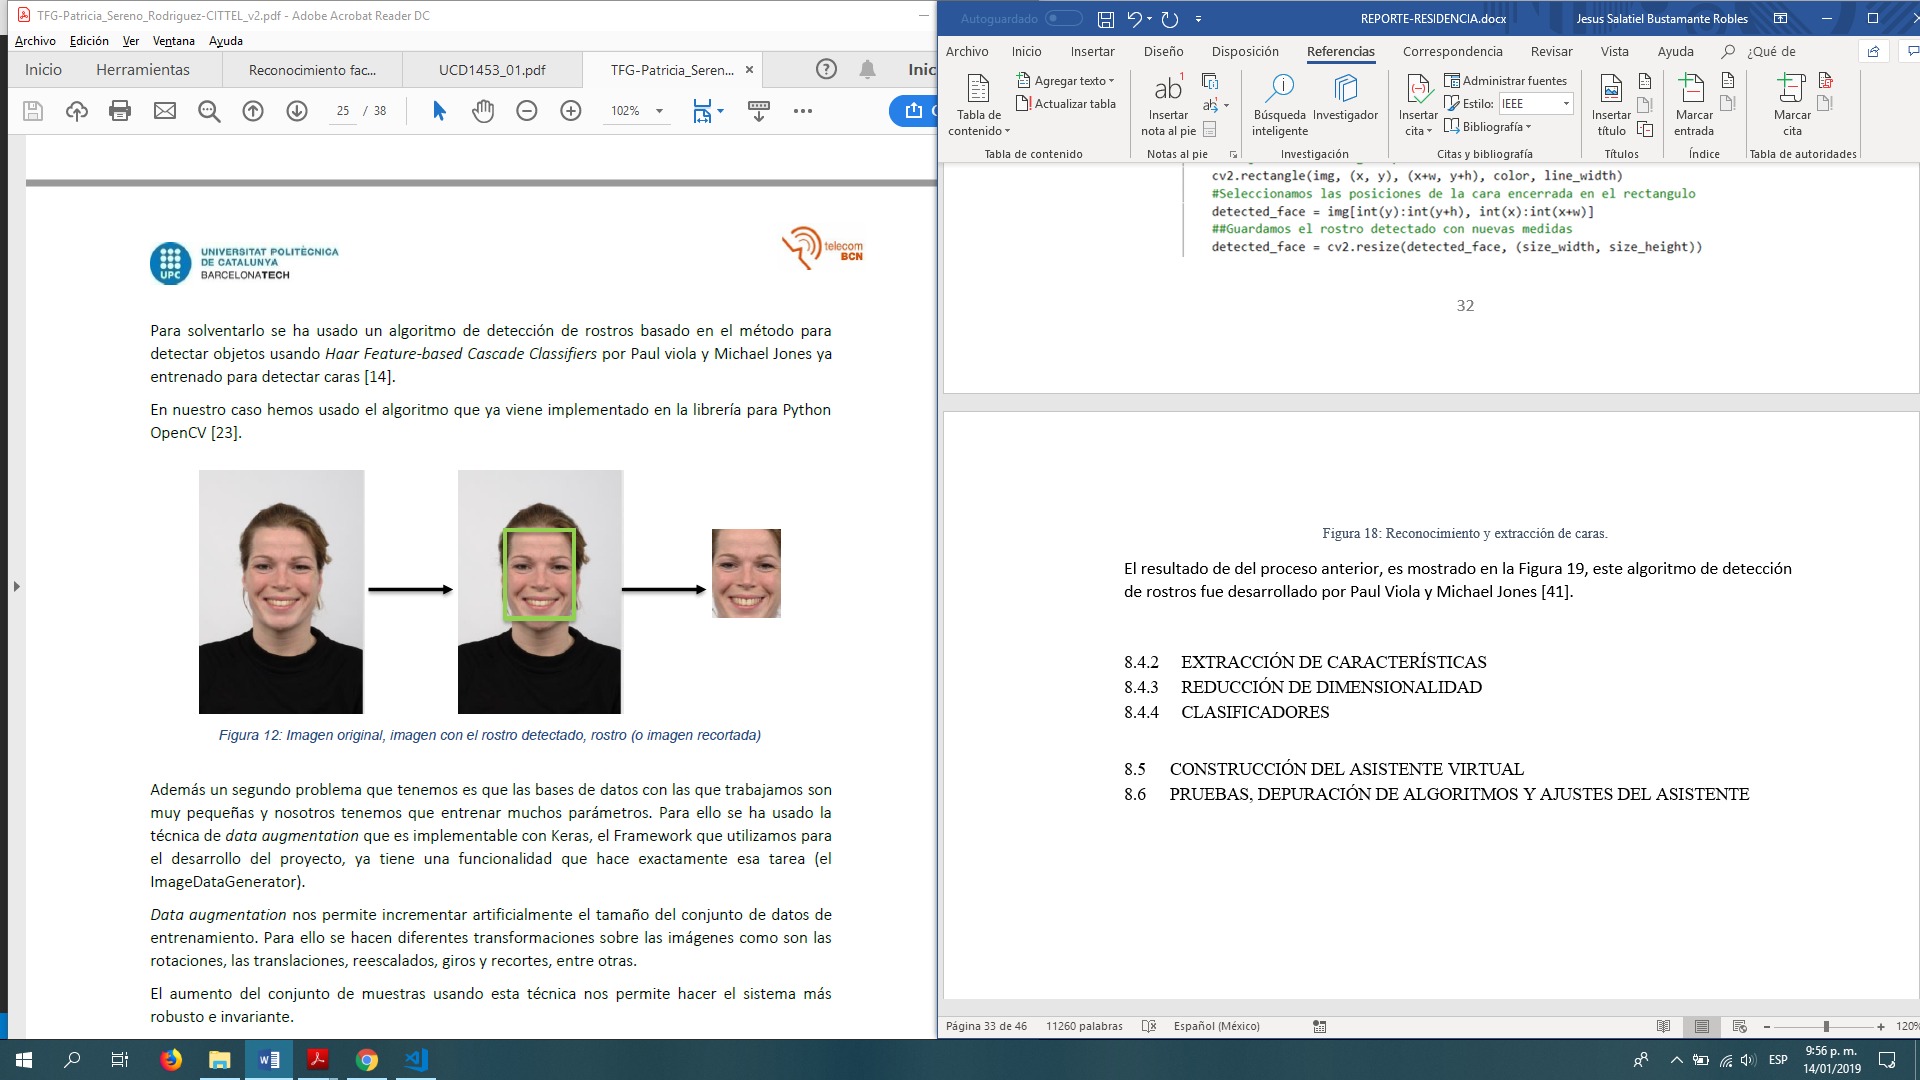 TFG-Patricia_Sereno_Rodriguez-CITTEL_v2.pdf - Adobe Acrobat Reader DC
Archivo Edición Ver Ventana Ayuda
Inicio Herramientas Reconocimiento fac... UCD1453_01.pdf TFG-Patricia_Seren... × Inic
25 / 38 102%
UPC
UNIVERSITAT POLITÈCNICA
DE CATALUNYA
BARCELONATECH
telecom
BCN
Para solventarlo se ha usado un algoritmo de detección de rostros basado en el método para
detectar objetos usando Haar Feature-based Cascade Classifiers por Paul viola y Michael Jones ya
entrenado para detectar caras [14].
En nuestro caso hemos usado el algoritmo que ya viene implementado en la librería para Python
OpenCV [23].
Figura 12: Imagen original, imagen con el rostro detectado, rostro (o imagen recortada)
Además un segundo problema que tenemos es que las bases de datos con las que trabajamos son
muy pequeñas y nosotros tenemos que entrenar muchos parámetros. Para ello se ha usado la
técnica de data augmentation que es implementable con Keras, el Framework que utilizamos para
el desarrollo del proyecto, ya tiene una funcionalidad que hace exactamente esa tarea (el
ImageDataGenerator).
Data augmentation nos permite incrementar artificialmente el tamaño del conjunto de datos de
entrenamiento. Para ello se hacen diferentes transformaciones sobre las imágenes como son las
rotaciones, las translaciones, reescalados, giros y recortes, entre otras.
El aumento del conjunto de muestras usando esta técnica nos permite hacer el sistema más
robusto e invariante.
Autoguardado REPORTE-RESIDENCIA.docx Jesus Salatiel Bustamante Robles
Archivo Inicio Insertar Diseño Disposición Referencias Correspondencia Revisar Vista Ayuda ¿Qué de
Tabla de
contenido
Agregar texto
Actualizar tabla
Tabla de contenido
ab 1
Insertar
nota al pie
ab
Notas al pie
Búsqueda
inteligente
Investigador
Investigación
Insertar
cita
Administrar fuentes
Estilo: IEEE
Bibliografía
Citas y bibliografía
Insertar
título
Títulos
Marcar
entrada
Índice
Marcar
cita
Tabla de autoridades
cv2.rectangle(img, (x, y), (x+w, y+h), color, line_width)
#Seleccionamos las posiciones de la cara encerrada en el rectangulo
detected_face = img[int(y):int(y+h), int(x):int(x+w)]
##Guardamos el rostro detectado con nuevas medidas
detected_face = cv2.resize(detected_face, (size_width, size_height))
32
Figura 18: Reconocimiento y extracción de caras.
El resultado de del proceso anterior, es mostrado en la Figura 19, este algoritmo de detección
de rostros fue desarrollado por Paul Viola y Michael Jones [41].
8.4.2 EXTRACCIÓN DE CARACTERÍSTICAS
8.4.3 REDUCCIÓN DE DIMENSIONALIDAD
8.4.4 CLASIFICADORES
8.5 CONSTRUCCIÓN DEL ASISTENTE VIRTUAL
8.6 PRUEBAS, DEPURACIÓN DE ALGORITMOS Y AJUSTES DEL ASISTENTE
Página 33 de 46 11260 palabras Español (México) 120%
ESP
9:56 p. m.
14/01/2019